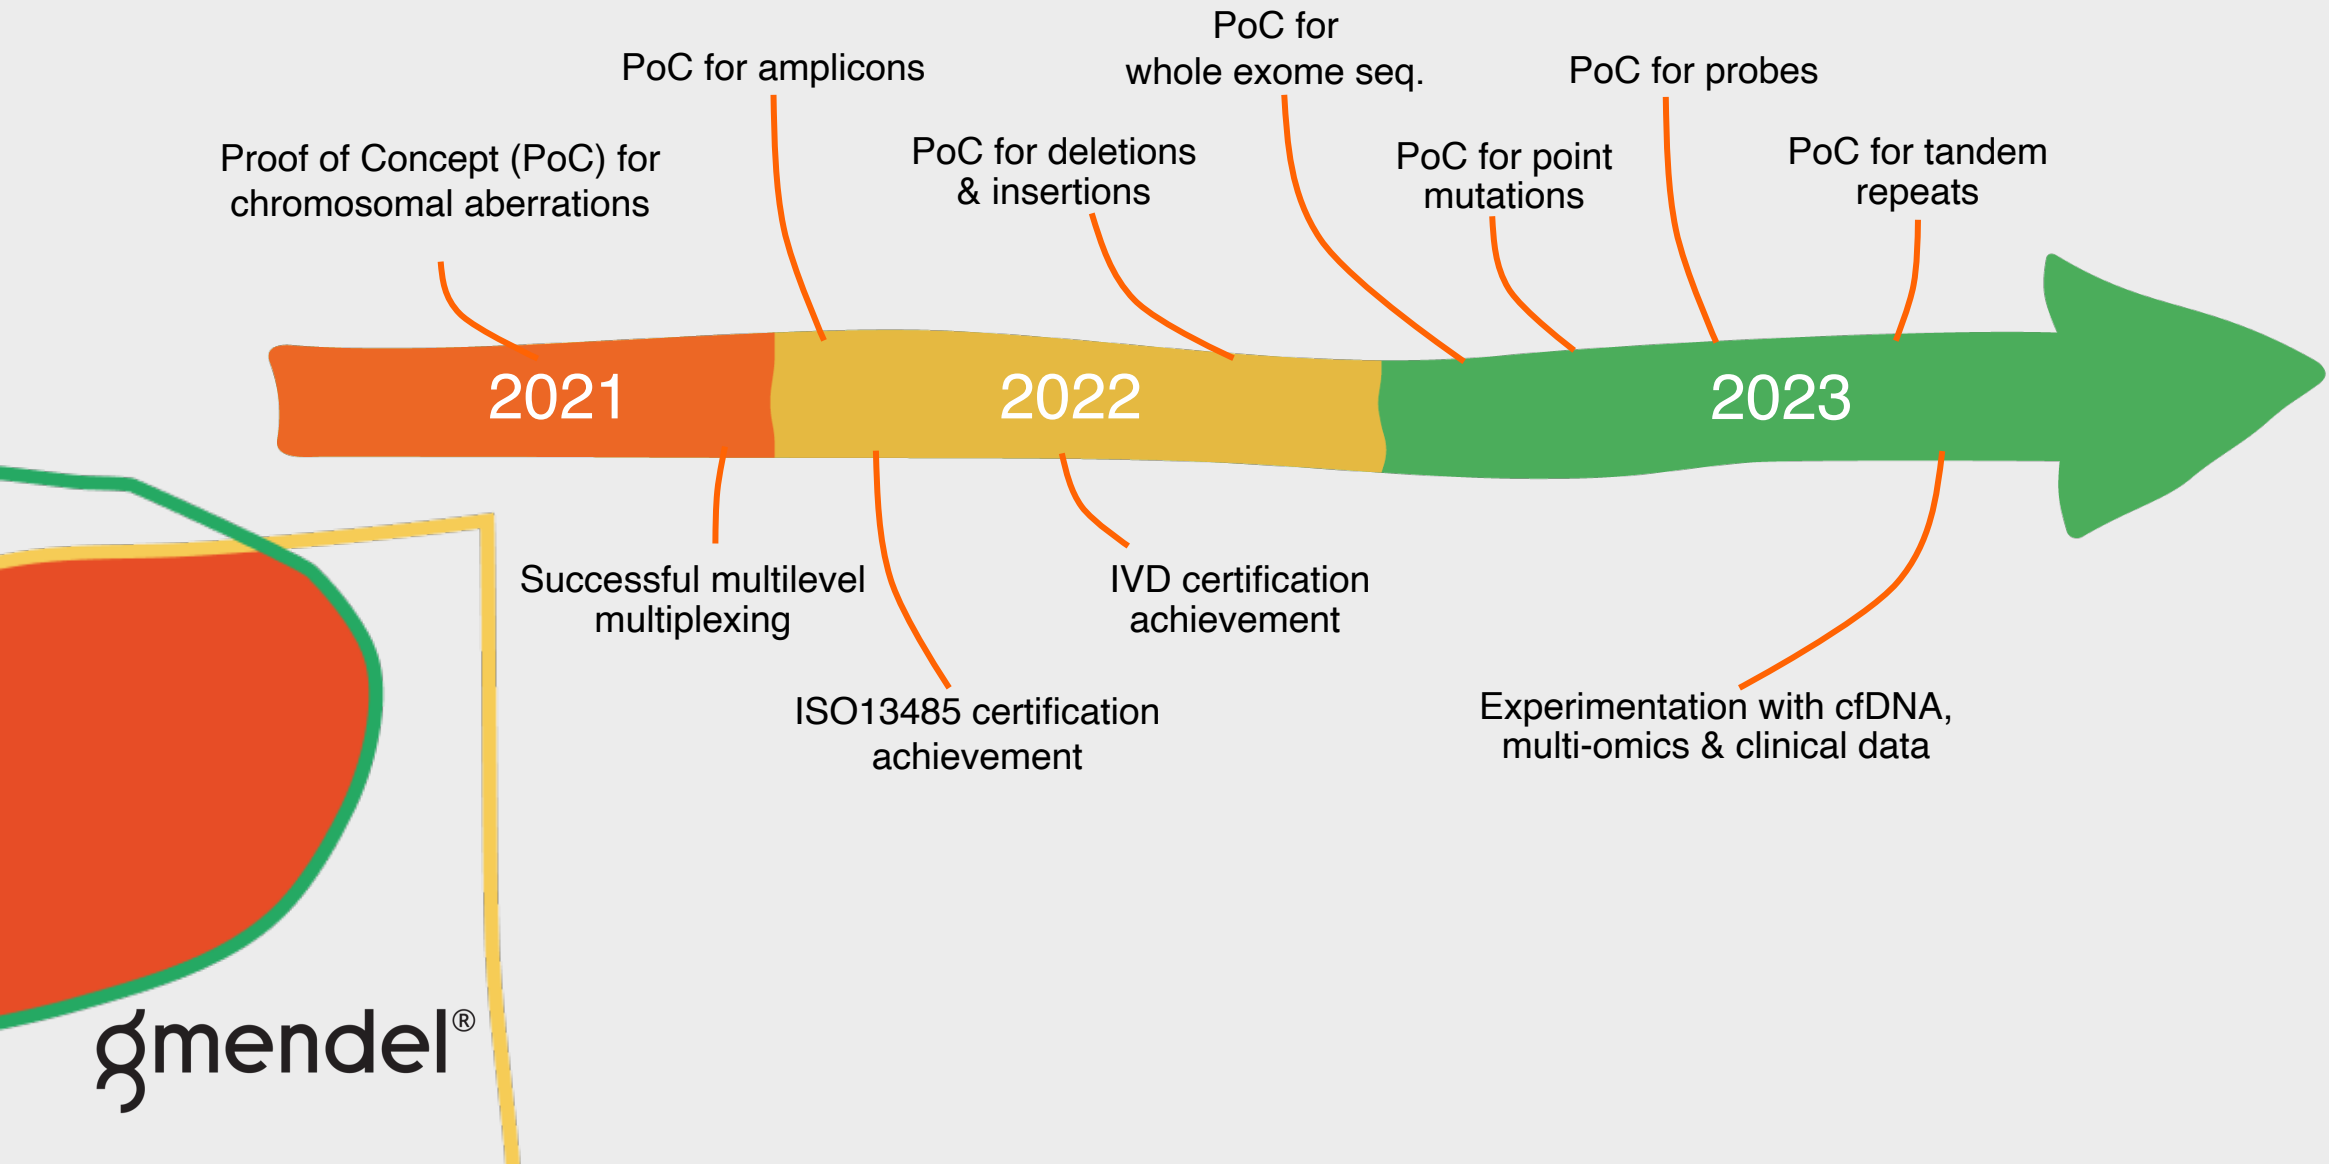 PoC for
whole exome seq.
PoC for amplicons
PoC for probes
Proof of Concept (PoC) for
chromosomal aberrations
PoC for deletions
& insertions
PoC for point
mutations
PoC for tandem
repeats
2021
2022
2023
Successful multilevel
multiplexing
IVD certification
achievement
ISO13485 certification
achievement
Experimentation with cfDNA,
multi-omics & clinical data
gmendel®